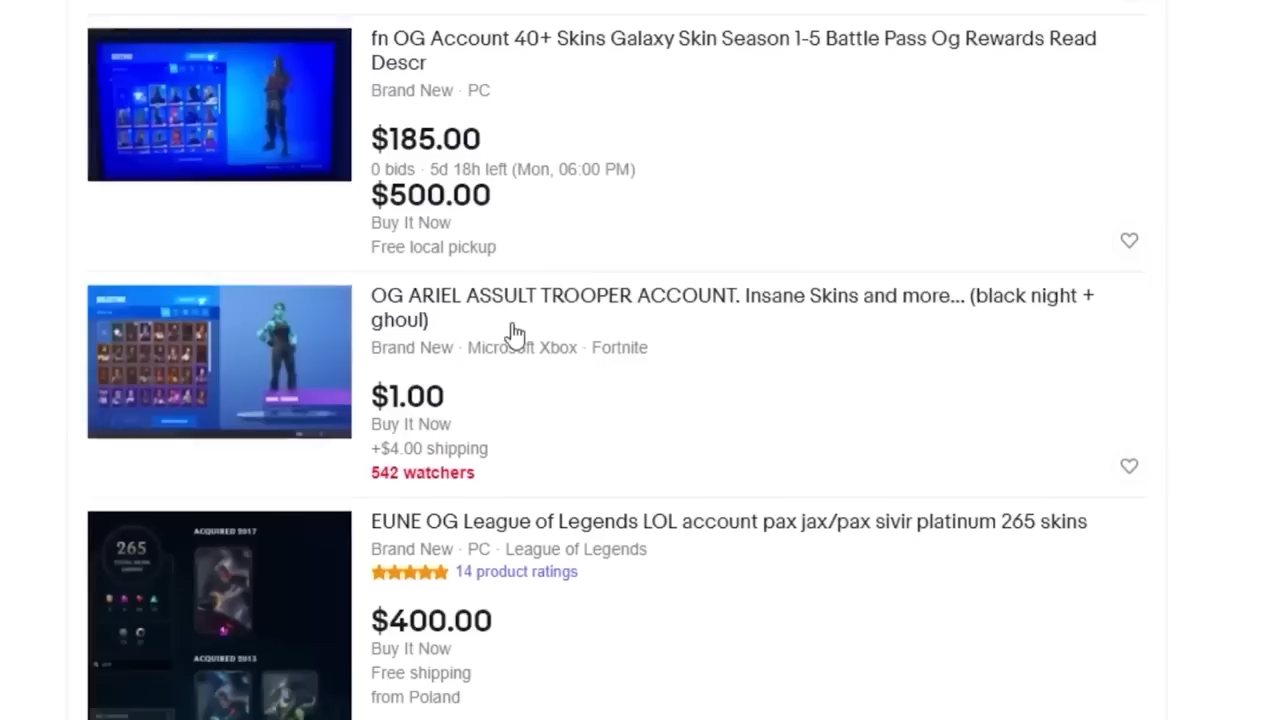 fn OG Account 40+ Skins Galaxy Skin Season 1-5 Battle Pass Og Rewards Read
Descr
Brand New · PC
$185.00
0 bids · 5d 18h left (Mon, 06:00 PM)
$500.00
Buy It Now
Free local pickup
OG ARIEL ASSULT TROOPER ACCOUNT. Insane Skins and more... (black night +
ghoul)
Brand New · Microsoft Xbox · Fortnite
$1.00
Buy It Now
+$4.00 shipping
542 watchers
EUNE OG League of Legends LOL account pax jax/pax sivir platinum 265 skins
Brand New · PC · League of Legends
14 product ratings
$400.00
Buy It Now
Free shipping
from Poland
265
ACQUIRED 2017
ACQUIRED 2013